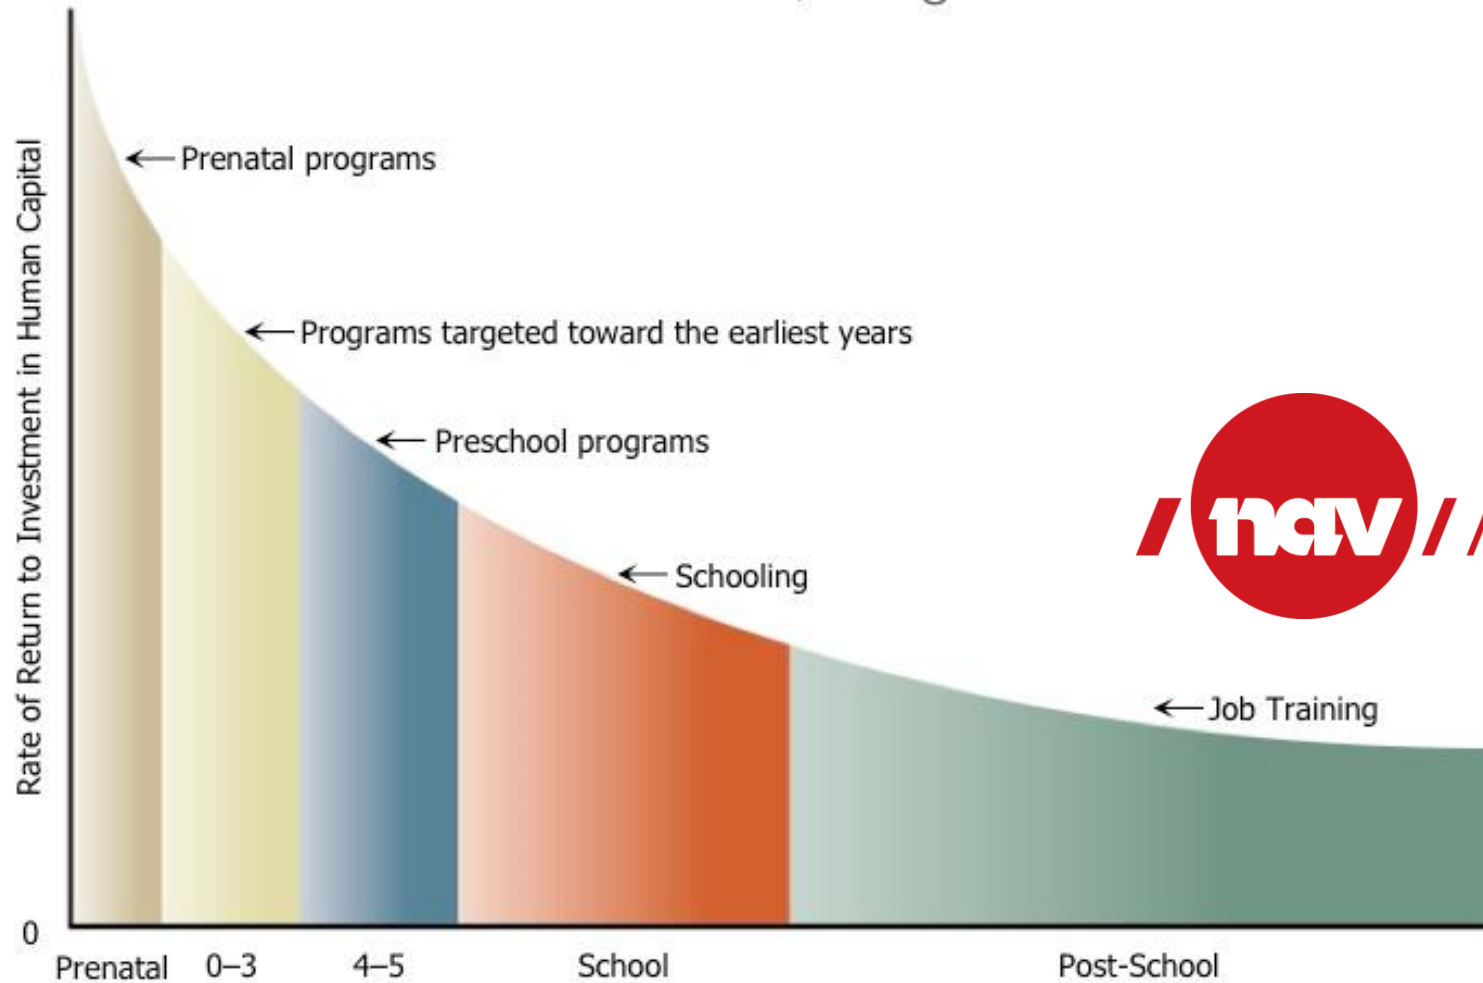 Rate of Return to Investment in Human Capital
Prenatal programs
Programs targeted toward the earliest years
Preschool programs
nav
Schooling
Job Training
0
Prenatal 0–3 4–5 School Post-School